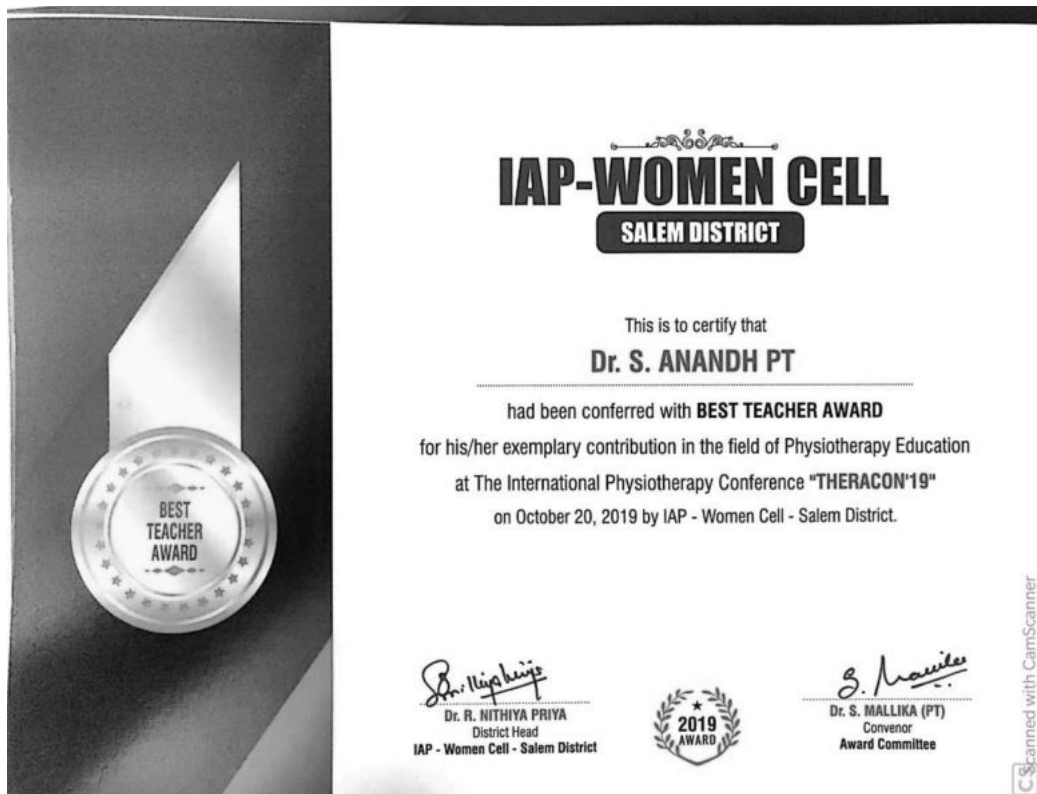 IAP-WOMEN CELL
SALEM DISTRICT
This is to certify that
Dr. S. ANANDH PT
had been conferred with BEST TEACHER AWARD
for his/her exemplary contribution in the field of Physiotherapy Education
at The International Physiotherapy Conference "THERACON'19"
on October 20, 2019 by IAP - Women Cell - Salem District.
BEST
TEACHER
AWARD
Dr. R. NITHIYA PRIYA
District Head
IAP - Women Cell - Salem District
2019
AWARD
Dr. S. MALLIKA (PT)
Convenor
Award Committee
CS Scanned with CamScanner